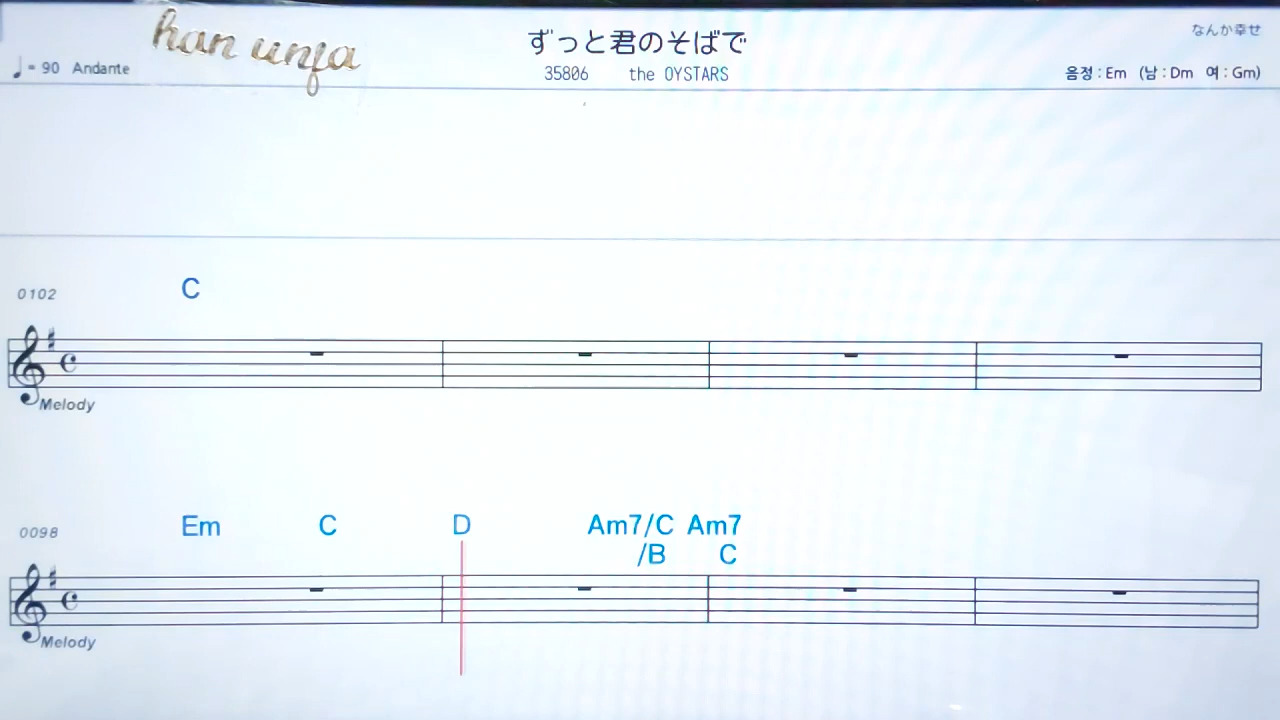 han unfa
ずっと君のそばで
なんか幸せ
♩= 90 Andante
35806 the OYSTARS
음정 : Em (남 : Dm 여 : Gm)
C
0102
Melody
Em C D Am7/C Am7
0098
/B C
Melody